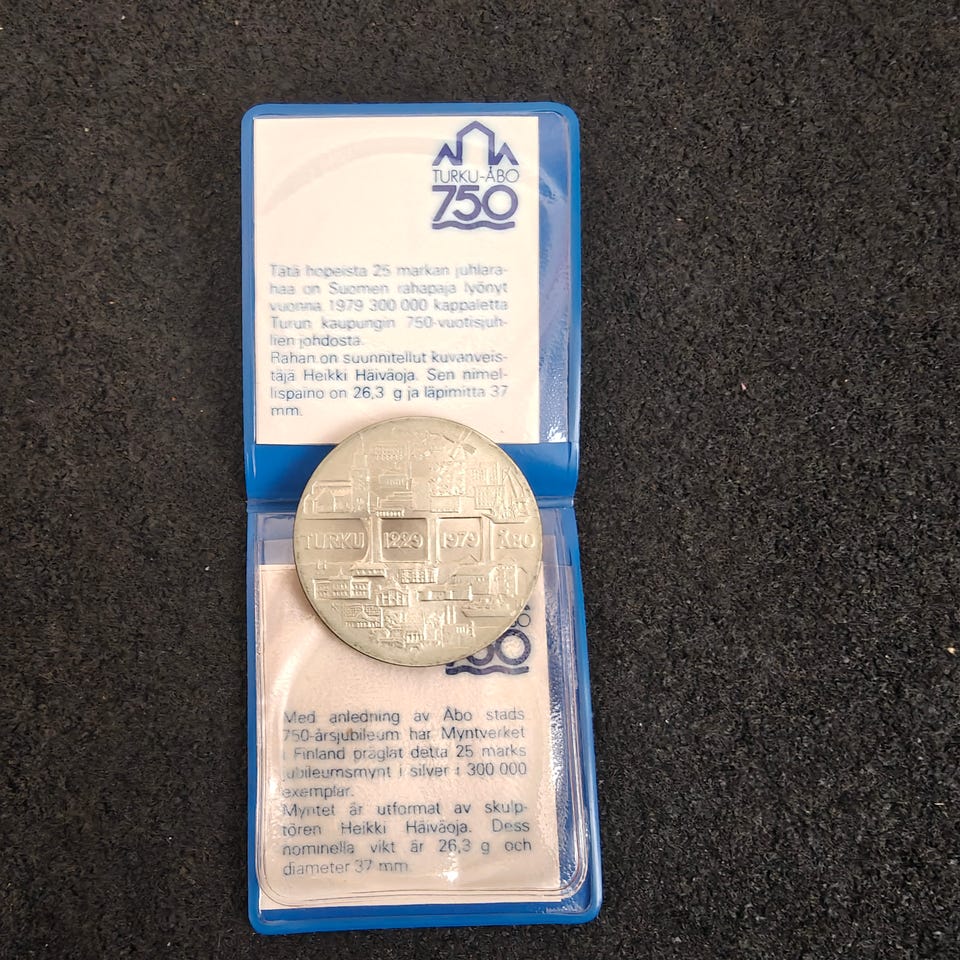 TURKU-ÅBO
750
Tätä hopeista 25 markan juhlara-
haa on Suomen rahapaja lyönyt
vuonna 1979 300 000 kappaletta
Turun kaupungin 750-vuotisjuh-
lien johdosta.
Rahan on suunnitellut kuvanveis-
täjä Heikki Häiväoja. Sen nimel-
lispaino on 26,3 g ja läpimitta 37
mm.
TURKU 1229 1979 ÅBO
750
Med anledning av Åbo stads
750-årsjubileum har Myntverket
i Finland präglat detta 25 marks
jubileumsmynt i silver i 300 000
exemplar.
Myntet är utformat av skulp-
tören Heikki Häiväoja. Dess
nominella vikt är 26,3 g och
diameter 37 mm.